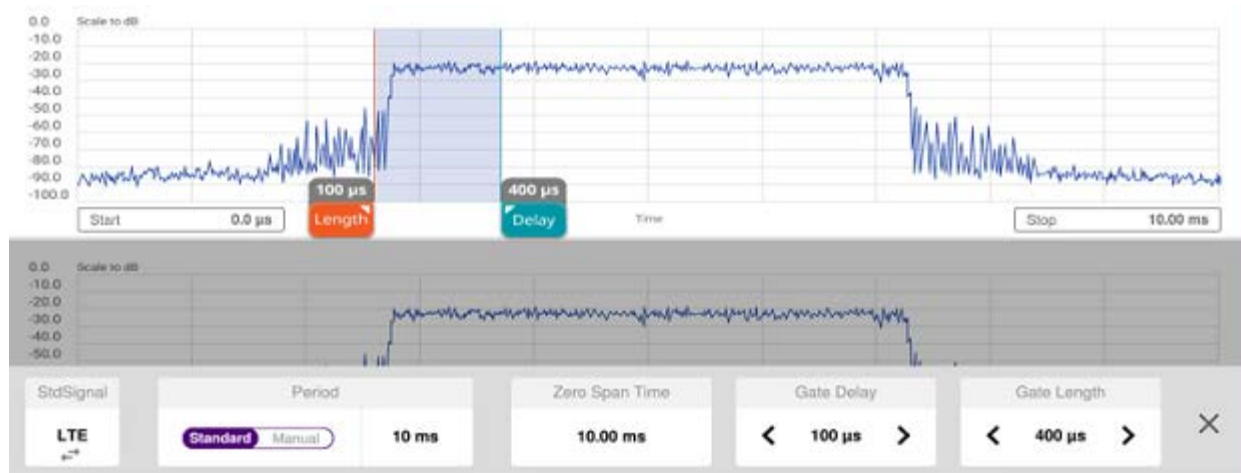 0.0 Scale to dB
-10.0
-20.0
-30.0
-40.0
-50.0
-60.0
-70.0
-80.0
-90.0
-100.0
100 µs 400 µs
Start 0.0 µs Length Delay Time Stop 10.00 ms
0.0 Scale to dB
-10.0
-20.0
-30.0
-40.0
-50.0
StdSignal Period Zero Span Time Gate Delay Gate Length
LTE Standard Manual 10 ms 10.00 ms 100 µs 400 µs